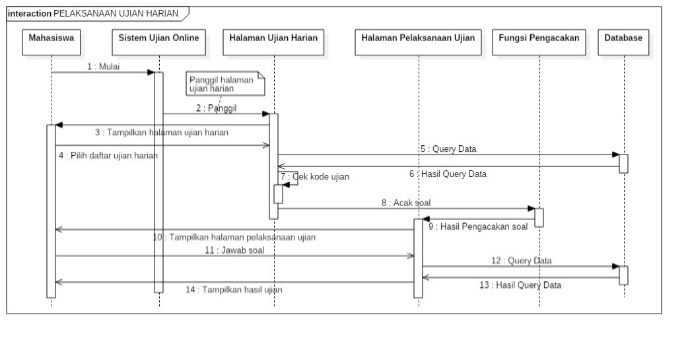 interaction PELAKSANAAN UJIAN HARIAN
Mahasiswa
Sistem Ujian Online
Halaman Ujian Harian
Halaman Pelaksanaan Ujian
Fungsi Pengacakan
Database
1 : Mulai
Panggil halaman
ujian harian
2 : Panggil
3 : Tampilkan halaman ujian harian
4 : Pilih daftar ujian harian
5 : Query Data
6 : Hasil Query Data
7 : Cek kode ujian
8 : Acak soal
9 : Hasil Pengacakan soal
10 : Tampilkan halaman pelaksanaan ujian
11 : Jawab soal
12 : Query Data
13 : Hasil Query Data
14 : Tampilkan hasil ujian